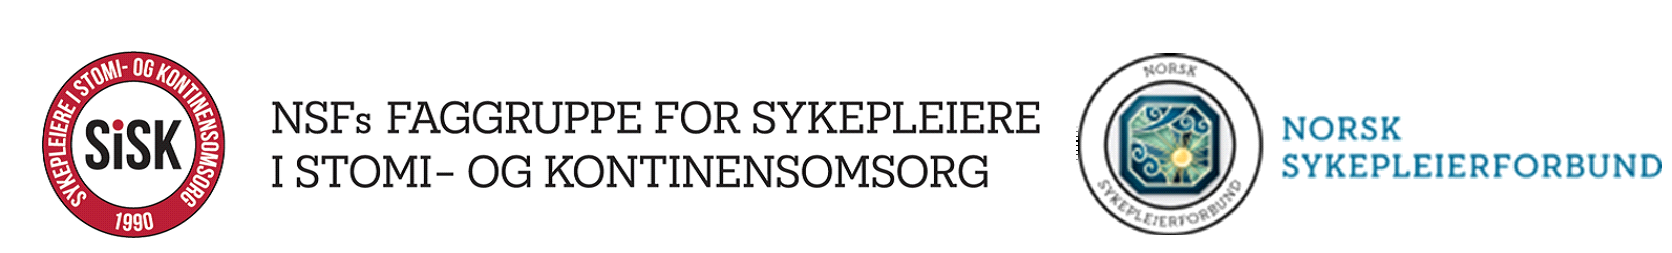 SYKEPLEIERE I STOMI- OG KONTINENSOMSORG
SiSK
1990
NSFs FAGGRUPPE FOR SYKEPLEIERE
I STOMI- OG KONTINENSOMSORG
NORSK
SYKEPLEIERFORBUND
NORSK
SYKEPLEIERFORBUND